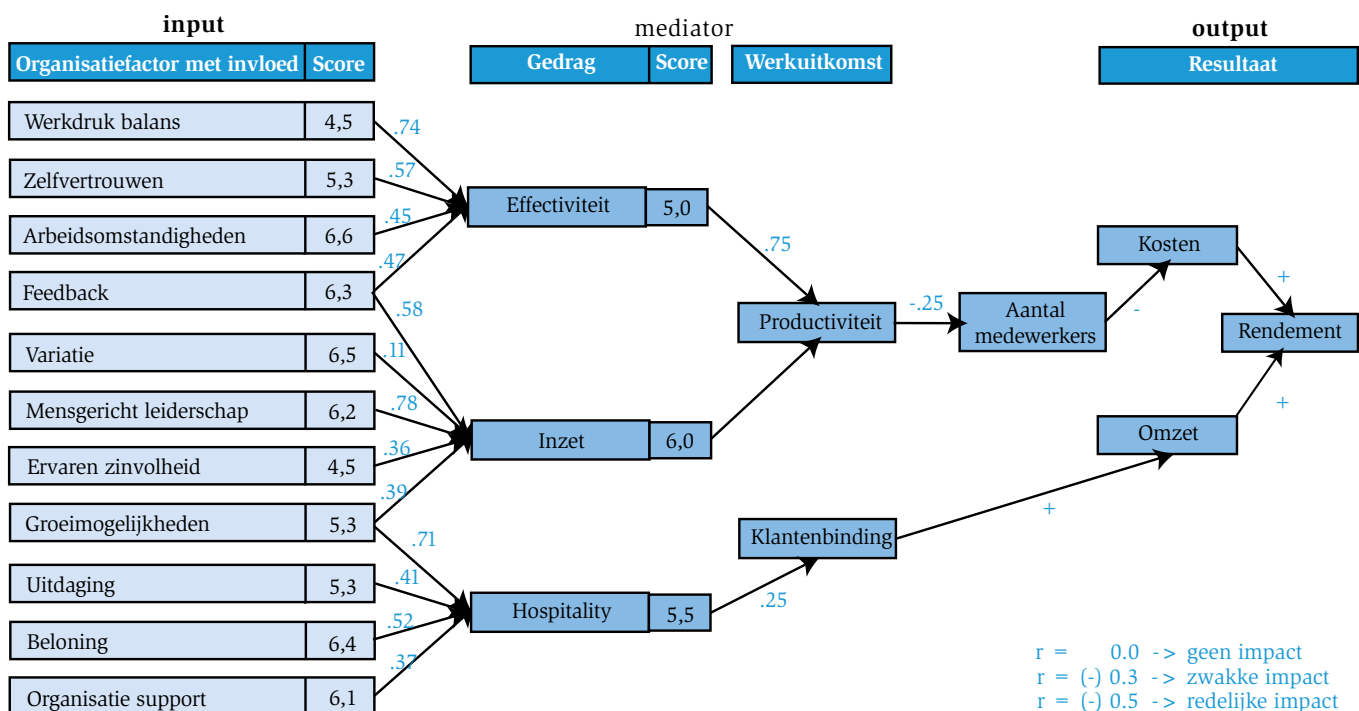 input
mediator
output
Organisatiefactor met invloed Score
Gedrag Score Werkuitkomst
Resultaat
Werkdruk balans 4,5
.74
Zelfvertrouwen 5,3
.57
Effectiviteit 5,0
Arbeidsomstandigheden 6,6
.45
.47
.75
Kosten
+
Feedback 6,3
.58
Productiviteit
-.25
Aantal
medewerkers
-
Rendement
Variatie 6,5
.11
Mensgericht leiderschap 6,2
.78
+
Inzet 6,0
Omzet
Ervaren zinvolheid 4,5
.36
.39
+
Groeimogelijkheden 5,3
.71
Klantenbinding
Uitdaging 5,3
.41
Hospitality 5,5
.25
Beloning 6,4
.52
.37
Organisatie support 6,1
r = 0.0 -> geen impact
r = (-) 0.3 -> zwakke impact
r = (-) 0.5 -> redelijke impact